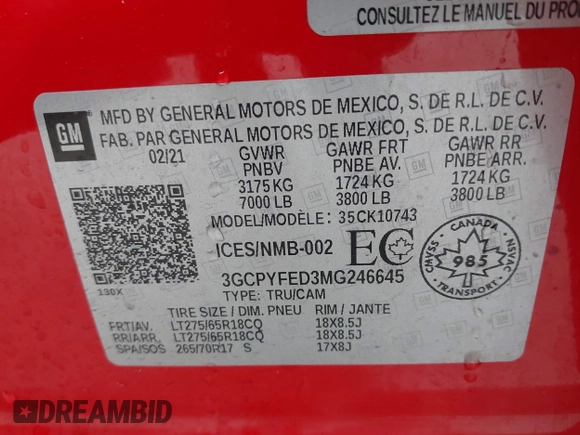 CONSULTEZ LE MANUEL DU PRO
GM
MFD BY GENERAL MOTORS DE MEXICO, S. DE R.L. DE C.V.
FAB. PAR GENERAL MOTORS DE MEXICO, S. DE R.L. DE C.V.
02/21 GVWR GAWR FRT GAWR RR
PNBV PNBE AV. PNBE ARR.
3175 KG 1724 KG 1724 KG
7000 LB 3800 LB 3800 LB
MODEL/MODÈLE: 35CK10743
ICES/NMB-002 EC
CANADA
CMVSS 985 NSVAC
3GCPYFED3MG246645
130X TYPE: TRU/CAM
TIRE SIZE / DIM. PNEU RIM / JANTE
FRT/AV. LT275/65R18CQ 18X8.5J
RR/ARR. LT275/65R18CQ 18X8.5J
SPA/SOS 265/70R17 S 17X8J
DREAMBID